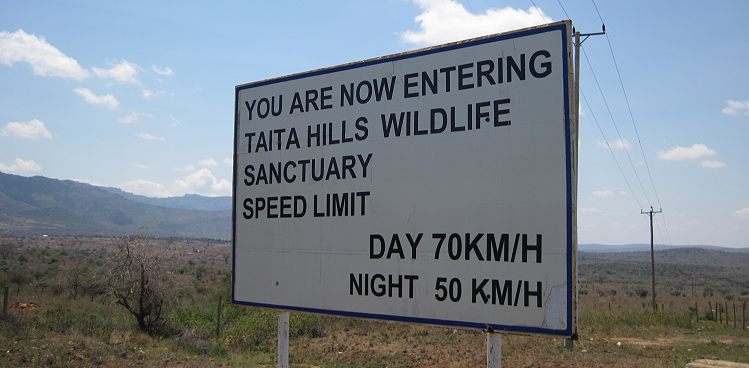 YOU ARE NOW ENTERING
TAITA HILLS WILDLIFE
SANCTUARY
SPEED LIMIT
DAY 70KM/H
NIGHT 50 KM/H